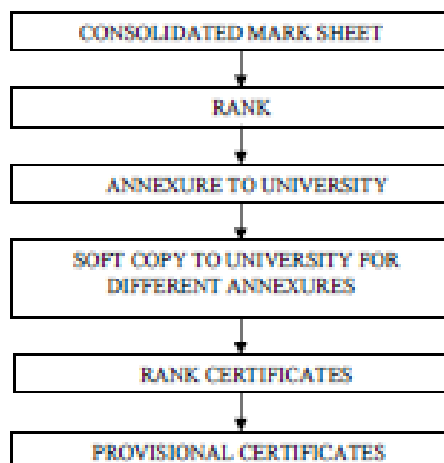 CONSOLIDATED MARK SHEET
RANK
ANNEXURE TO UNIVERSITY
SOFT COPY TO UNIVERSITY FOR
DIFFERENT ANNEXURES
RANK CERTIFICATES
PROVISIONAL CERTIFICATES